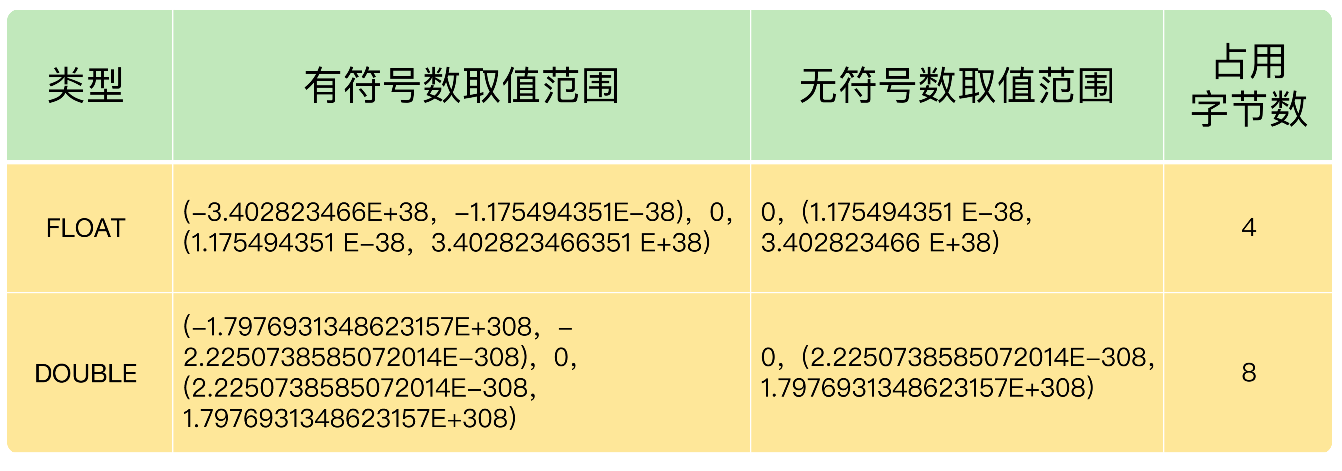 类型
有符号数取值范围
无符号数取值范围
占用
字节数
FLOAT
(-3.402823466E+38，-1.175494351E-38)，0，
(1.175494351 E-38，3.402823466351 E+38)
0，(1.175494351 E-38，
3.402823466 E+38)
4
DOUBLE
(-1.7976931348623157E+308，-
2.2250738585072014E-308)，0，
(2.2250738585072014E-308，
1.7976931348623157E+308)
0，(2.2250738585072014E-308，
1.7976931348623157E+308)
8